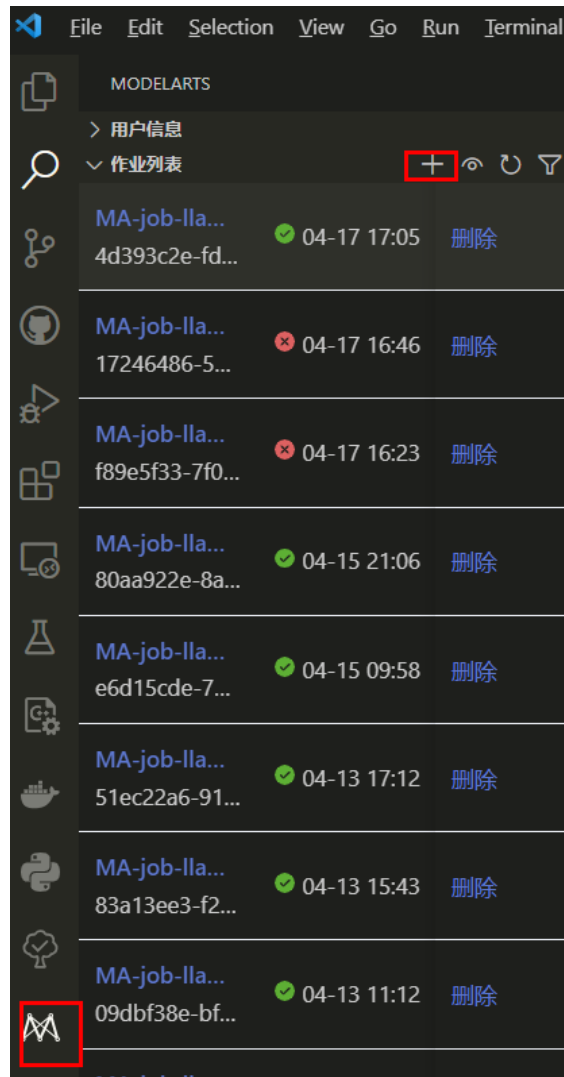 File Edit Selection View Go Run Terminal
MODELARTS
用户信息
作业列表
MA-job-lla...
4d393c2e-fd...
04-17 17:05
删除
MA-job-lla...
17246486-5...
04-17 16:46
删除
MA-job-lla...
f89e5f33-7f0...
04-17 16:23
删除
MA-job-lla...
80aa922e-8a...
04-15 21:06
删除
MA-job-lla...
e6d15cde-7...
04-15 09:58
删除
MA-job-lla...
51ec22a6-91...
04-13 17:12
删除
MA-job-lla...
83a13ee3-f2...
04-13 15:43
删除
MA-job-lla...
09dbf38e-bf...
04-13 11:12
删除